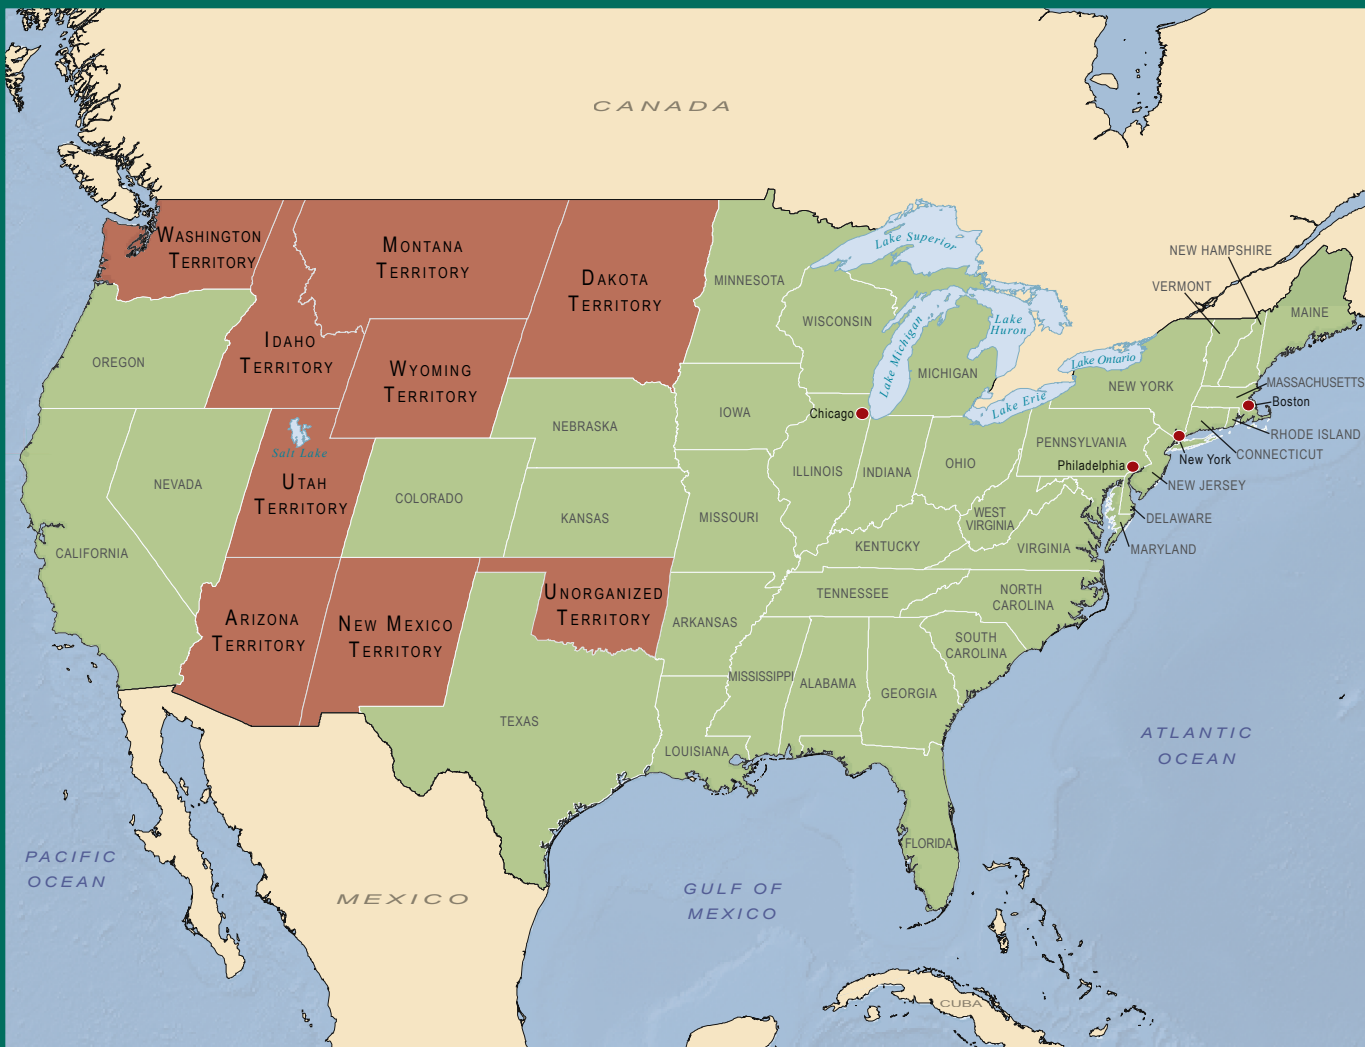 CANADA
WASHINGTON
TERRITORY
MONTANA
TERRITORY
DAKOTA
TERRITORY
IDAHO
TERRITORY
WYOMING
TERRITORY
OREGON
MINNESOTA
WISCONSIN
Lake Superior
Lake Michigan
Lake
Huron
Lake Ontario
Lake Erie
MICHIGAN
NEW HAMPSHIRE
VERMONT
MAINE
NEW YORK
MASSACHUSETTS
Boston
RHODE ISLAND
CONNECTICUT
New York
NEW JERSEY
DELAWARE
MARYLAND
PENNSYLVANIA
Philadelphia
Chicago
IOWA
NEBRASKA
Salt Lake
UTAH
TERRITORY
NEVADA
CALIFORNIA
COLORADO
KANSAS
MISSOURI
ILLINOIS
INDIANA
OHIO
WEST
VIRGINIA
VIRGINIA
KENTUCKY
TENNESSEE
NORTH
CAROLINA
SOUTH
CAROLINA
ARIZONA
TERRITORY
NEW MEXICO
TERRITORY
UNORGANIZED
TERRITORY
ARKANSAS
MISSISSIPPI
ALABAMA
GEORGIA
TEXAS
LOUISIANA
FLORIDA
ATLANTIC
OCEAN
PACIFIC
OCEAN
MEXICO
GULF OF
MEXICO
CUBA